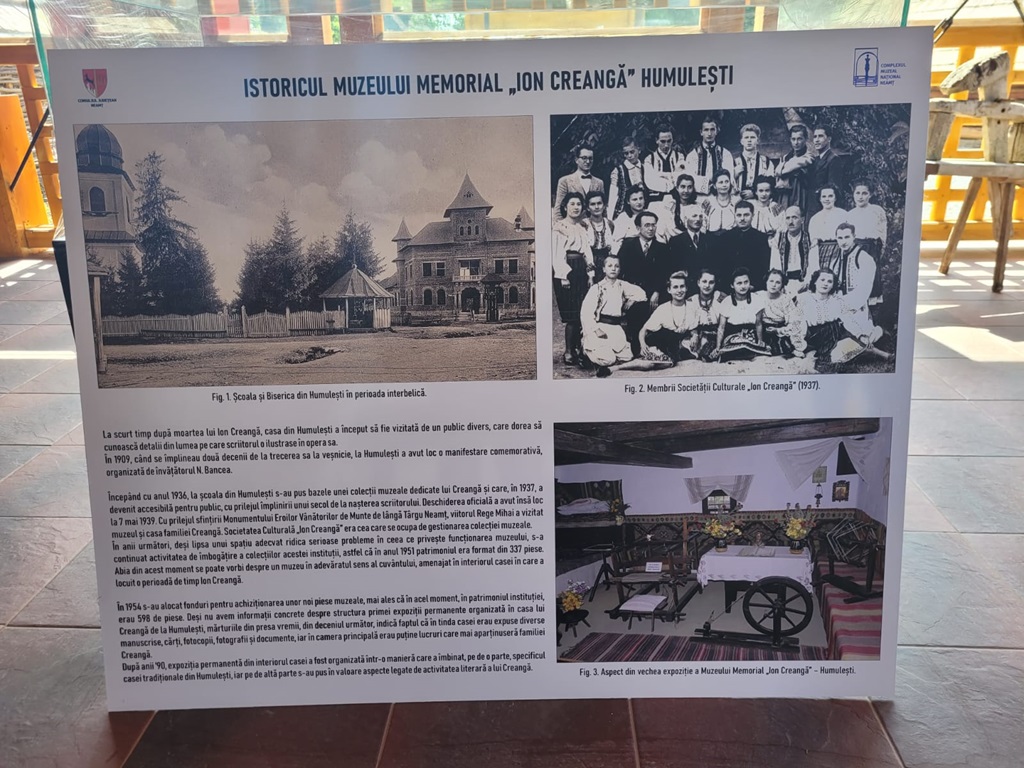 CONSILIUL JUDEȚEAN
NEAMȚ
ISTORICUL MUZEULUI MEMORIAL „ION CREANGĂ” HUMULEȘTI
COMPLEXUL
MUZEAL
NAȚIONAL
NEAMȚ
Fig. 1. Școala și Biserica din Humulești în perioada interbelică.
Fig. 2. Membrii Societății Culturale „Ion Creangă” (1937).
La scurt timp după moartea lui Ion Creangă, casa din Humulești a început să fie vizitată de un public divers, care dorea să
cunoască detalii din lumea pe care scriitorul o ilustrase în opera sa.
În 1909, când se împlineau două decenii de la trecerea sa la veșnicie, la Humulești a avut loc o manifestare comemorativă,
organizată de învățătorul N. Bancea.
Începând cu anul 1936, la școala din Humulești s-au pus bazele unei colecții muzeale dedicate lui Creangă și care, în 1937, a
devenit accesibilă pentru public, cu prilejul împlinirii unui secol de la nașterea scriitorului. Deschiderea oficială a avut însă loc
la 7 mai 1939. Cu prilejul sfințirii Monumentului Eroilor Vânătorilor de Munte de lângă Târgu Neamț, viitorul Rege Mihai a vizitat
muzeul și casa familiei Creangă. Societatea Culturală „Ion Creangă” era cea care se ocupa de gestionarea colecției muzeale.
În anii următori, deși lipsa unui spațiu adecvat ridica serioase probleme în ceea ce privește funcționarea muzeului, s-a
continuat activitatea de îmbogățire a colecțiilor acestei instituții, astfel că în anul 1951 patrimoniul era format din 337 piese.
Abia din acest moment se poate vorbi despre un muzeu în adevăratul sens al cuvântului, amenajat în interiorul casei în care a
locuit o perioadă de timp Ion Creangă.
În 1954 s-au alocat fonduri pentru achiziționarea unor noi piese muzeale, mai ales că în acel moment, în patrimoniul instituției,
erau 598 de piese. Deși nu avem informații concrete despre structura primei expoziții permanente organizată în casa lui
Creangă de la Humulești, mărturiile din presa vremii, din deceniul următor, indică faptul că în tinda casei erau expuse diverse
manuscrise, cărți, fotocopii, fotografii și documente, iar în camera principală erau puține lucruri care mai aparținuseră familiei
Creangă.
După anii '90, expoziția permanentă din interiorul casei a fost organizată într-o manieră care a îmbinat, pe de o parte, specificul
casei tradiționale din Humulești, iar pe de altă parte s-au pus în valoare aspecte legate de activitatea literară a lui Creangă.
Fig. 3. Aspect din vechea expoziție a Muzeului Memorial „Ion Creangă” - Humulești.